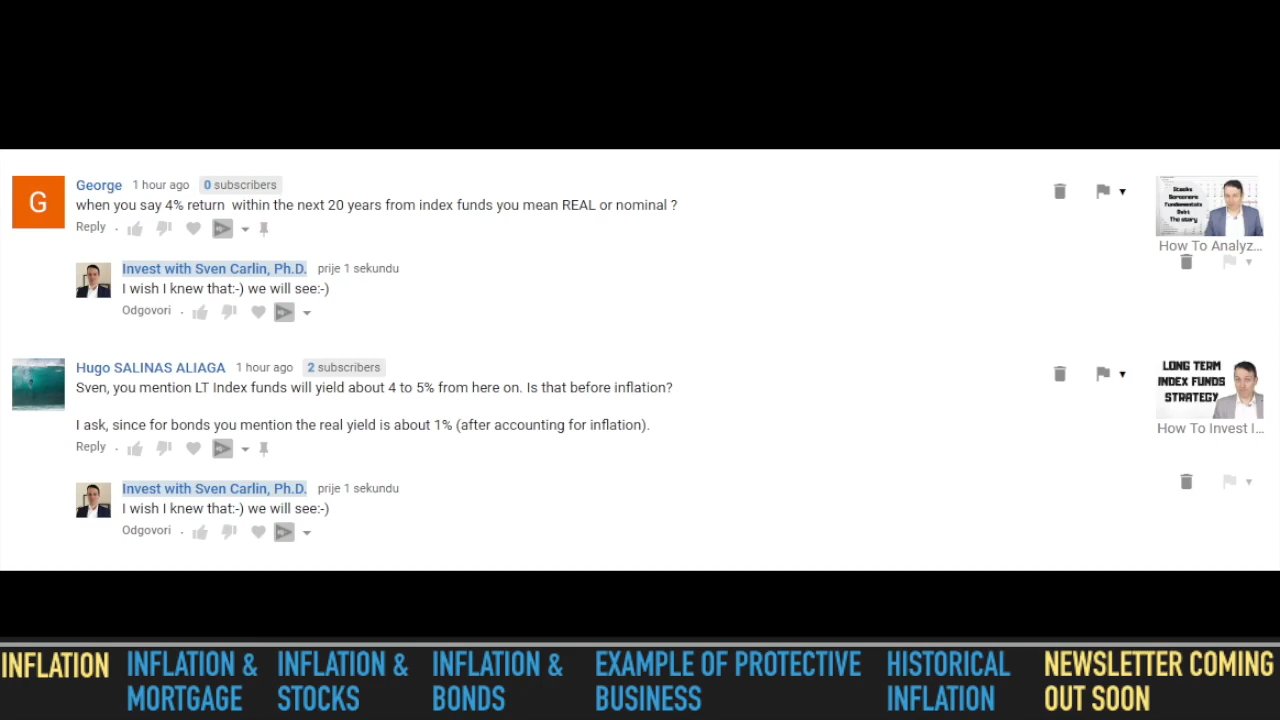 G
George 1 hour ago 0 subscribers
when you say 4% return within the next 20 years from index funds you mean REAL or nominal ?
Reply
Invest with Sven Carlin, Ph.D. prije 1 sekundu
I wish I knew that:-) we will see:-)
Odgovori
Stocks
Screeners
Fundamentals
The story
How To Analyz...
Hugo SALINAS ALIAGA 1 hour ago 2 subscribers
Sven, you mention LT Index funds will yield about 4 to 5% from here on. Is that before inflation?
I ask, since for bonds you mention the real yield is about 1% (after accounting for inflation).
Reply
Invest with Sven Carlin, Ph.D. prije 1 sekundu
I wish I knew that:-) we will see:-)
Odgovori
LONG TERM
INDEX FUNDS
STRATEGY
How To Invest I...
INFLATION
INFLATION &
MORTGAGE
INFLATION &
STOCKS
INFLATION &
BONDS
EXAMPLE OF PROTECTIVE
BUSINESS
HISTORICAL
INFLATION
NEWSLETTER COMING
OUT SOON